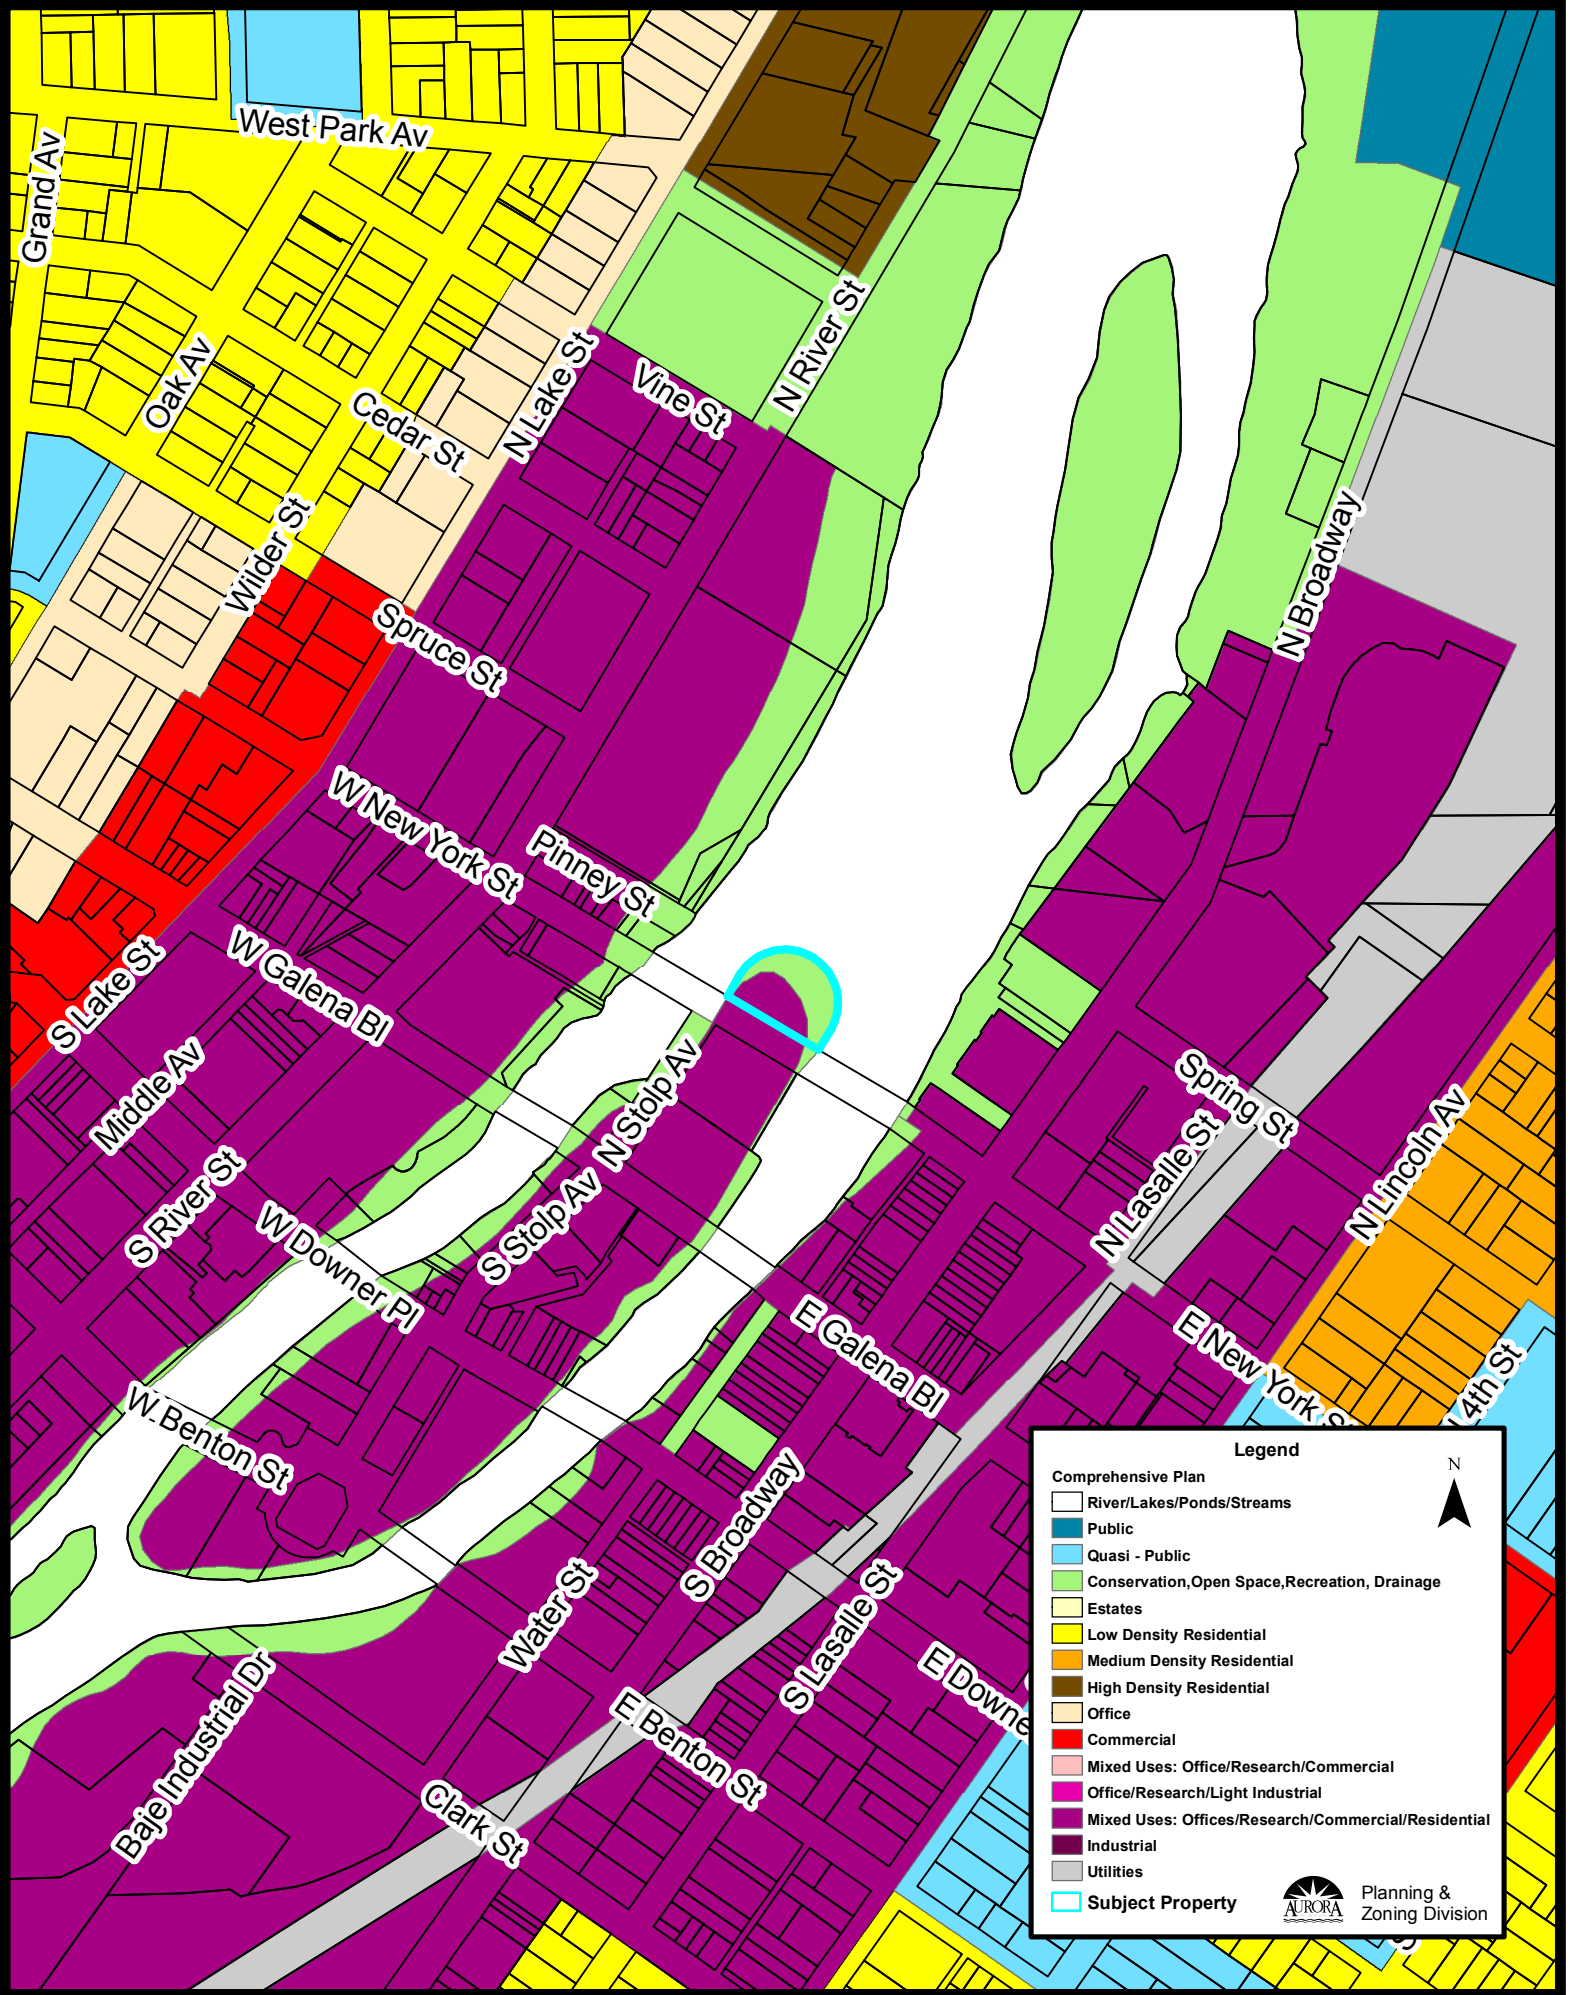 West Park Av
Grand Av
N River St
Oak Av
N Lake St
Vine St
Cedar St
Wilder St
N Broadway
Spruce St
W New York St
Pinney St
W Galena Bl
S Lake St
Middle Av
N Stolp Av
Spring St
N Lincoln Av
N Lasalle St
S River St
S Stolp Av
W Downer Pl
E Galena Bl
E New York S
4th St
W Benton St
S Broadway
Water St
S Lasalle St
E Downe
Baje Industrial Dr
E Benton St
Clark St
Legend
Comprehensive Plan
N
River/Lakes/Ponds/Streams
Public
Quasi - Public
Conservation,Open Space,Recreation, Drainage
Estates
Low Density Residential
Medium Density Residential
High Density Residential
Office
Commercial
Mixed Uses: Office/Research/Commercial
Office/Research/Light Industrial
Mixed Uses: Offices/Research/Commercial/Residential
Industrial
Utilities
Subject Property
AURORA
Planning &
Zoning Division
S